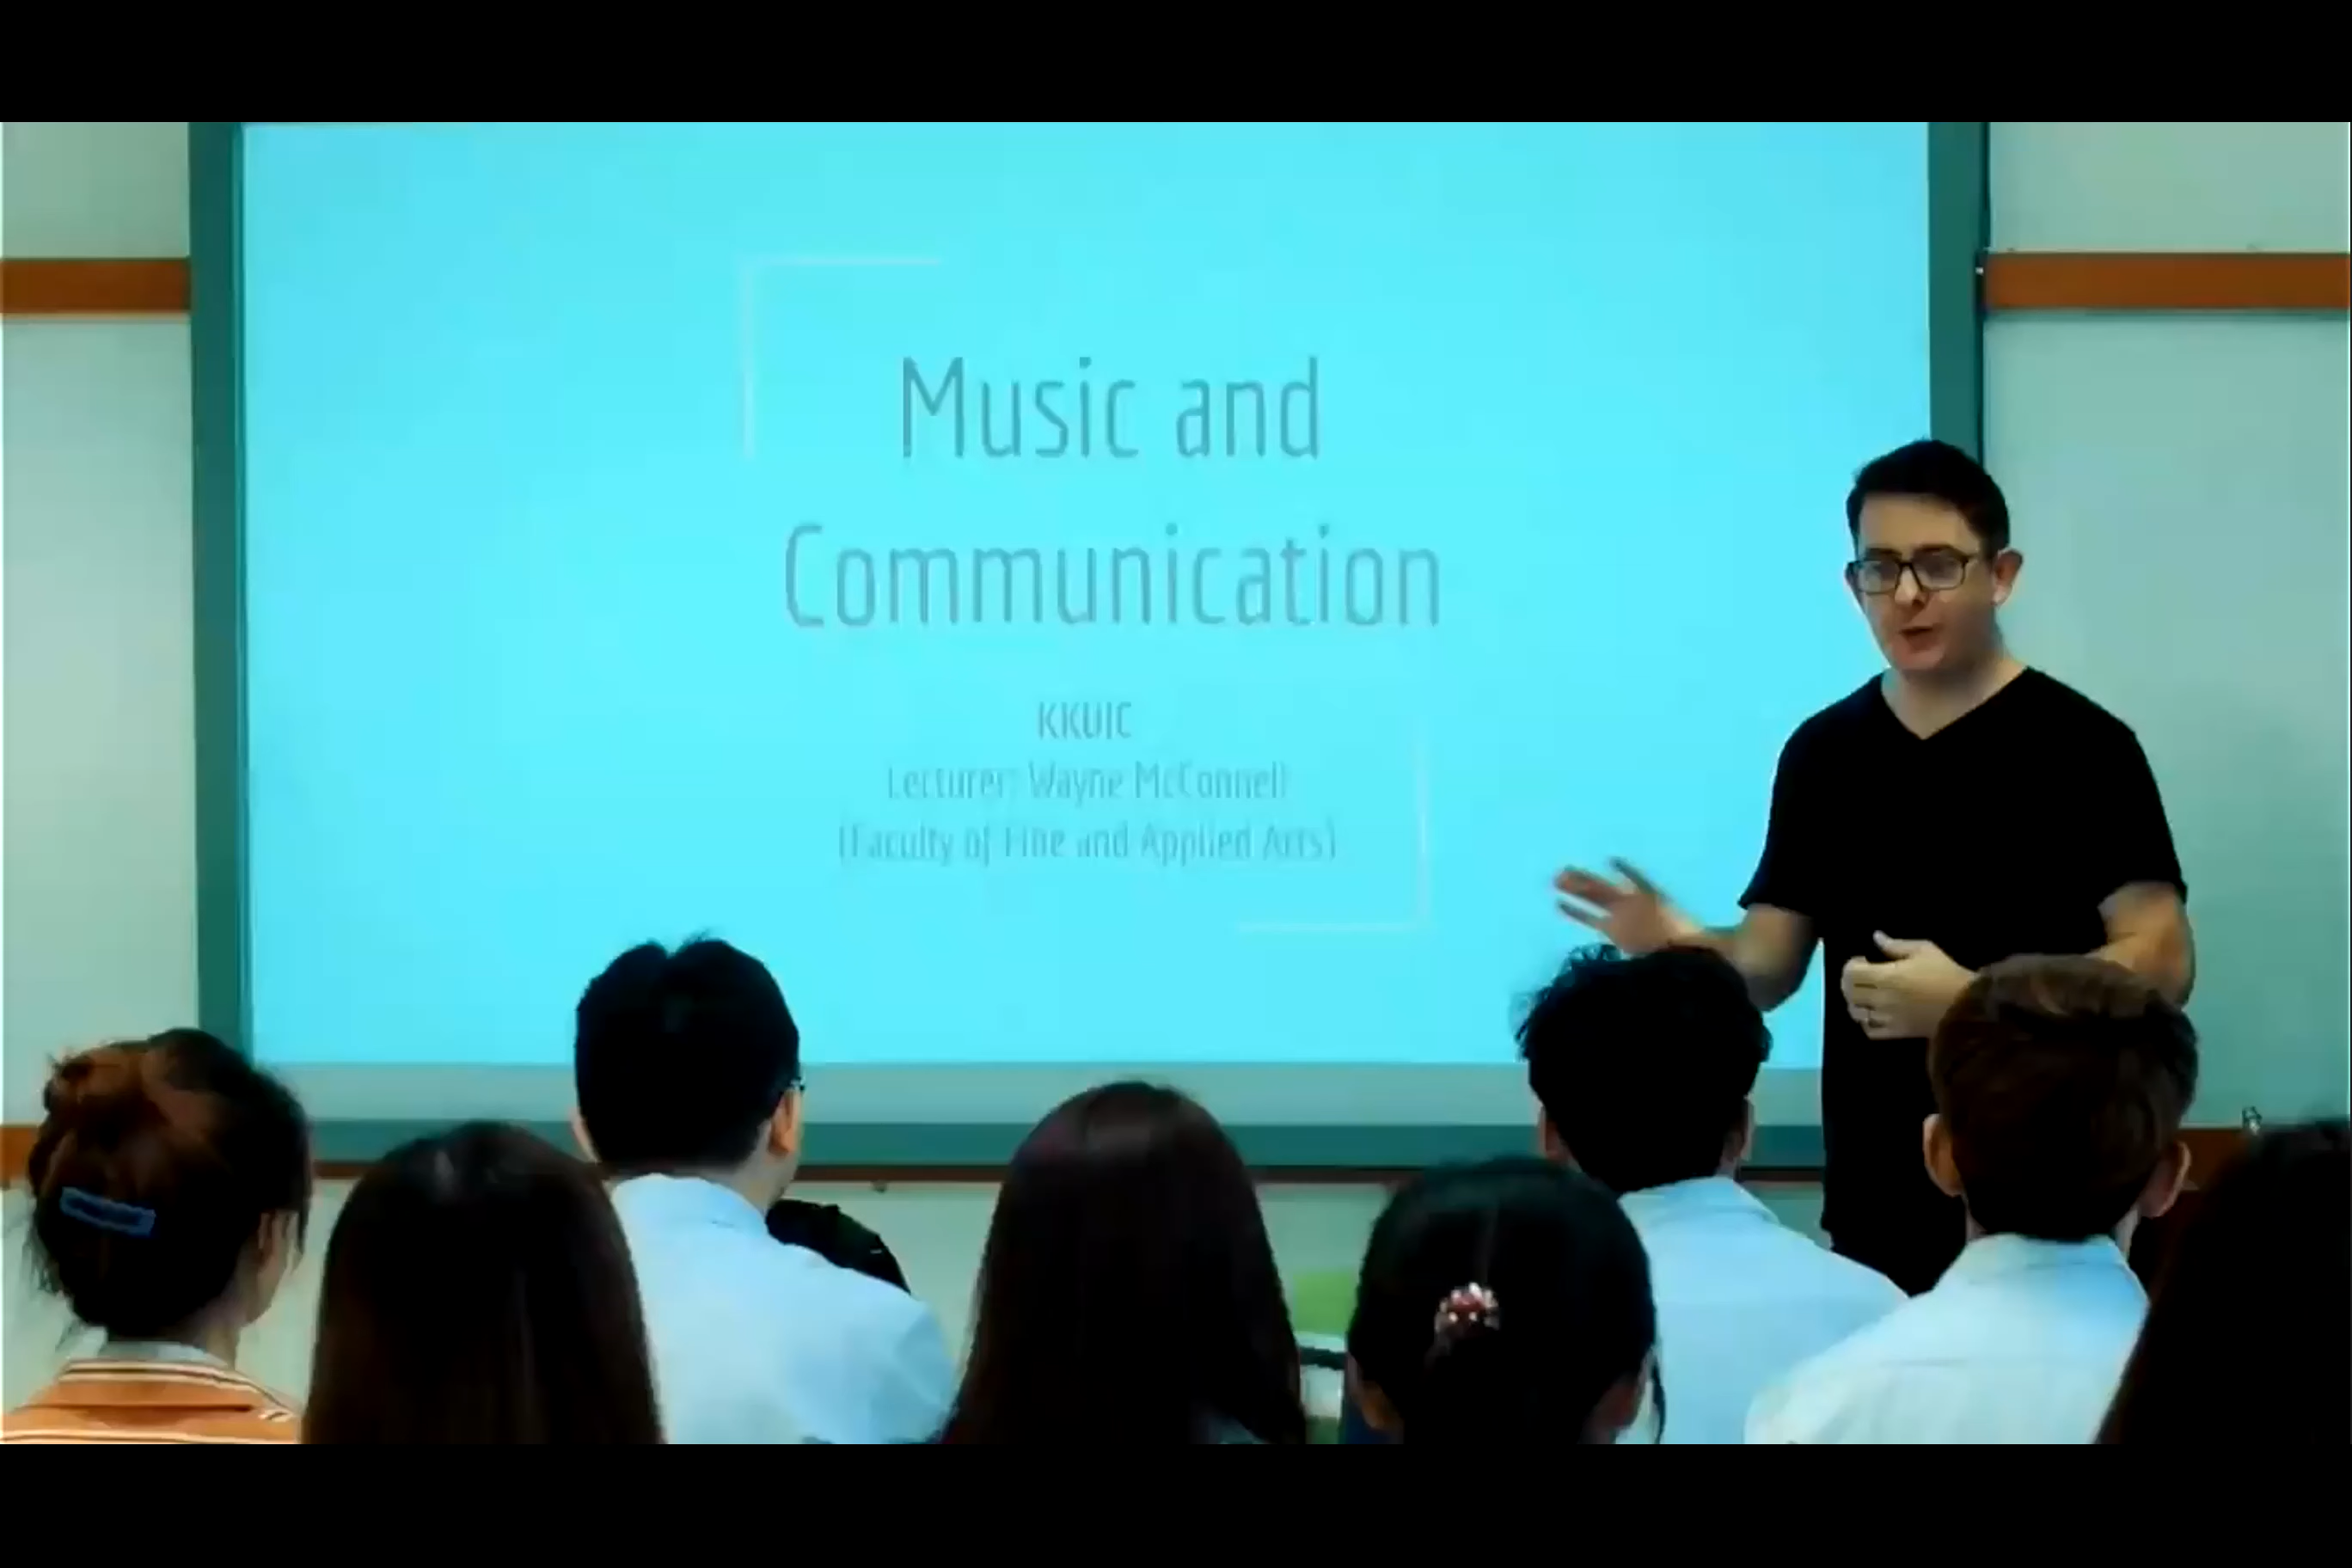 Music and
Communication
KKUIC
Lecturer: Wayne McConnell
(Faculty of Fine and Applied Arts)